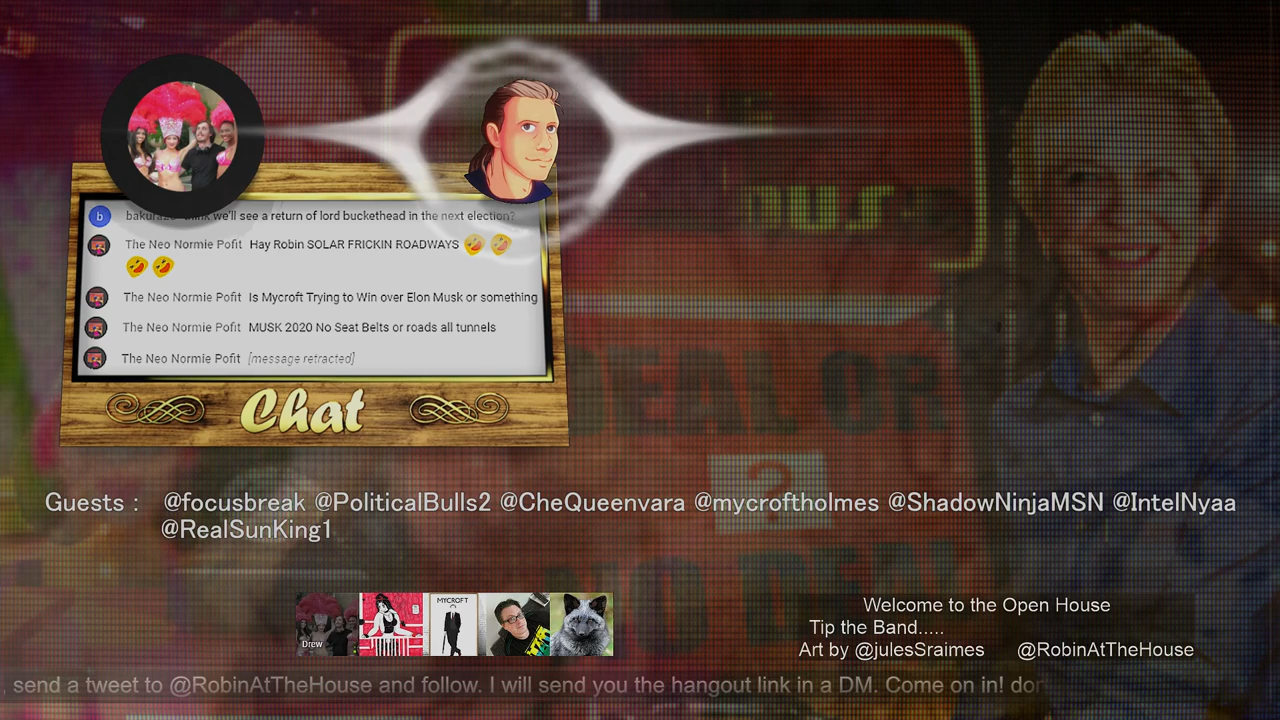 b
bakuraze think we'll see a return of lord buckethead in the next election?
The Neo Normie Pofit Hay Robin SOLAR FRICKIN ROADWAYS 🤣 🤣
🤣 🤣
The Neo Normie Pofit Is Mycroft Trying to Win over Elon Musk or something
The Neo Normie Pofit MUSK 2020 No Seat Belts or roads all tunnels
The Neo Normie Pofit [message retracted]
Chat
DEAL OR
?
NO DEAL
Guests : @focusbreak @PoliticalBulls2 @CheQueenvara @mycroftholmes @ShadowNinjaMSN @IntelNyaa
@RealSunKing1
Drew
MYCROFT
Welcome to the Open House
Tip the Band.....
Art by @julesSraimes @RobinAtTheHouse
, send a tweet to @RobinAtTheHouse and follow. I will send you the hangout link in a DM. Come on in! don